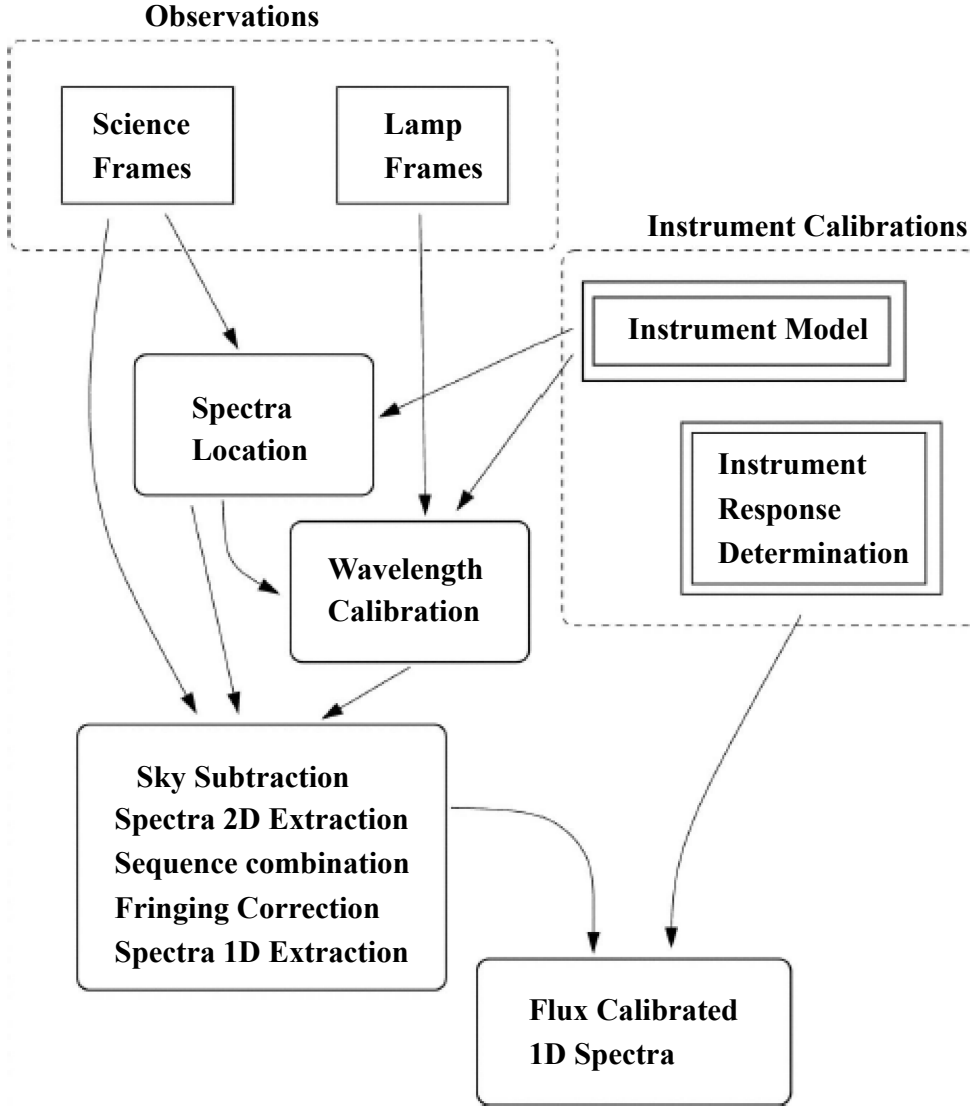 Observations
Science
Frames
Lamp
Frames
Instrument Calibrations
Instrument Model
Spectra
Location
Instrument
Response
Determination
Wavelength
Calibration
Sky Subtraction
Spectra 2D Extraction
Sequence combination
Fringing Correction
Spectra 1D Extraction
Flux Calibrated
1D Spectra